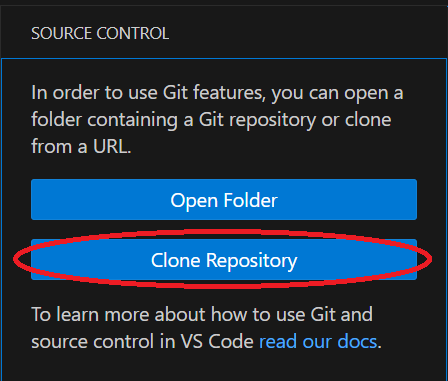 SOURCE CONTROL
In order to use Git features, you can open a
folder containing a Git repository or clone
from a URL.
Open Folder
Clone Repository
To learn more about how to use Git and
source control in VS Code read our docs.